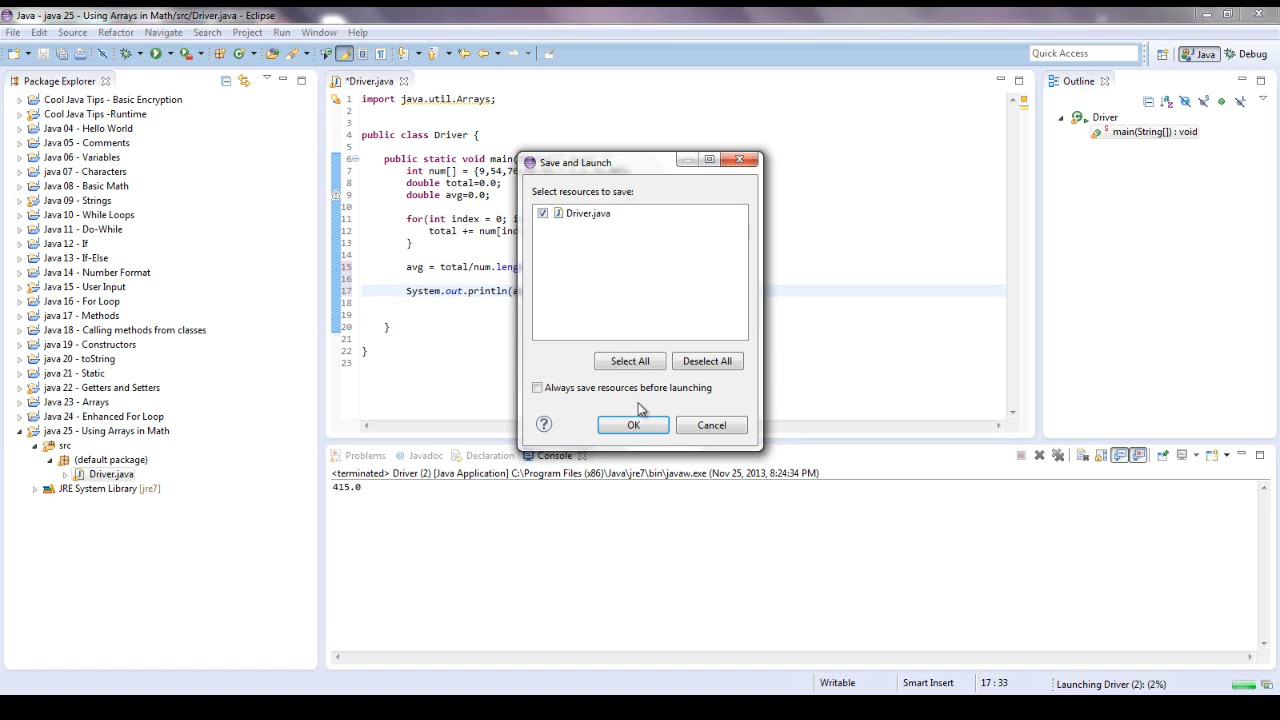 Java - java 25 - Using Arrays in Math/src/Driver.java - Eclipse
File Edit Source Refactor Navigate Search Project Run Window Help
Quick Access
Java
Debug
Package Explorer
Cool Java Tips - Basic Encryption
Cool Java Tips -Runtime
Java 04 - Hello World
Java 05 - Comments
Java 06 - Variables
java 07 - Characters
Java 08 - Basic Math
Java 09 - Strings
Java 10 - While Loops
Java 11 - Do-While
Java 12 - If
Java 13 - If-Else
Java 14 - Number Format
Java 15 - User Input
Java 16 - For Loop
java 17 - Methods
Java 18 - Calling methods from classes
java 19 - Constructors
java 20 - toString
java 21 - Static
java 22 - Getters and Setters
Java 23 - Arrays
Java 24 - Enhanced For Loop
java 25 - Using Arrays in Math
src
(default package)
Driver.java
JRE System Library [jre7]
*Driver.java
1 import java.util.Arrays;
2
3
4 public class Driver {
5
6 public static void main(
7 int num[] = {9,54,
8 double total=0.0;
9 double avg=0.0;
10
11 for(int index = 0;
12 total += num[
13 }
14
15 avg = total/num.
16
17 System.out.println(
18
19
20 }
21
22 }
23
Save and Launch
Select resources to save:
Driver.java
Select All Deselect All
Always save resources before launching
OK Cancel
Outline
Driver
main(String[]) : void
Problems @ Javadoc Declaration Console
<terminated> Driver (2) [Java Application] C:\Program Files (x86)\Java\jre7\bin\javaw.exe (Nov 25, 2013, 8:24:34 PM)
415.0
Writable Smart Insert 17 : 33 Launching Driver (2): (2%)